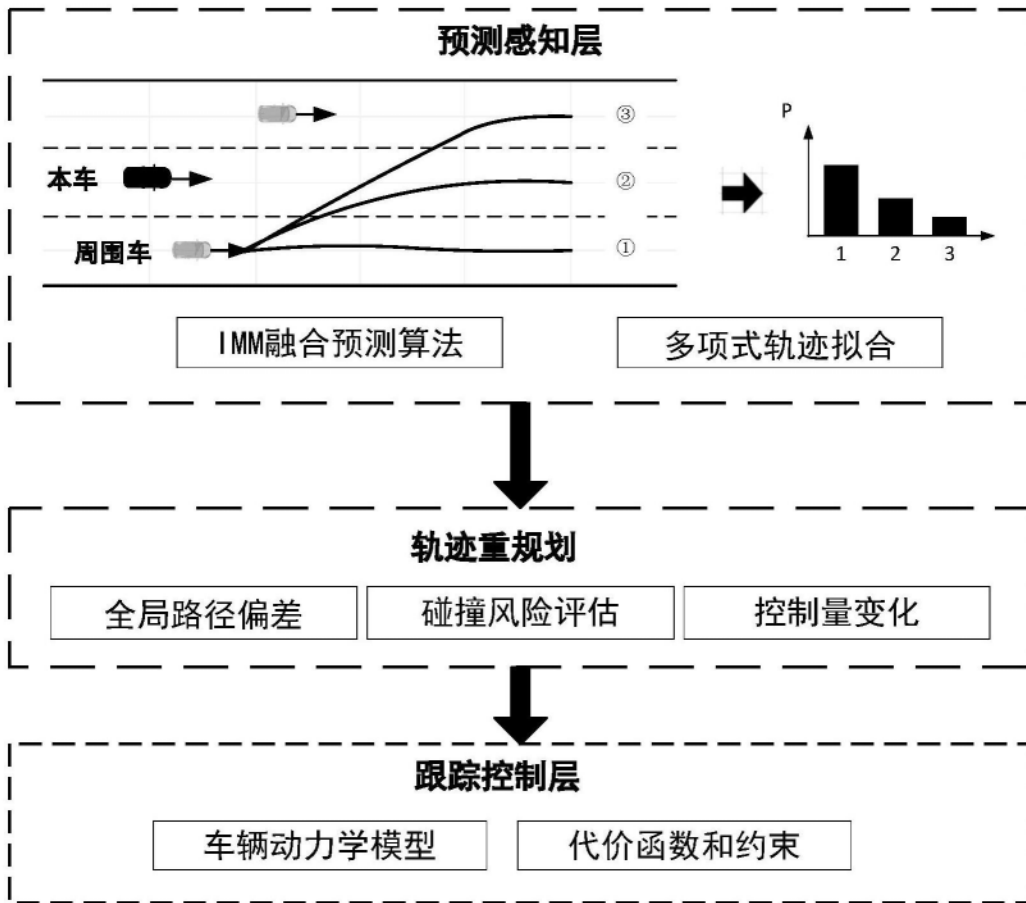 预测感知层
③
P
本车
②
周围车
①
1 2 3
IMM融合预测算法
多项式轨迹拟合
轨迹重规划
全局路径偏差
碰撞风险评估
控制量变化
跟踪控制层
车辆动力学模型
代价函数和约束